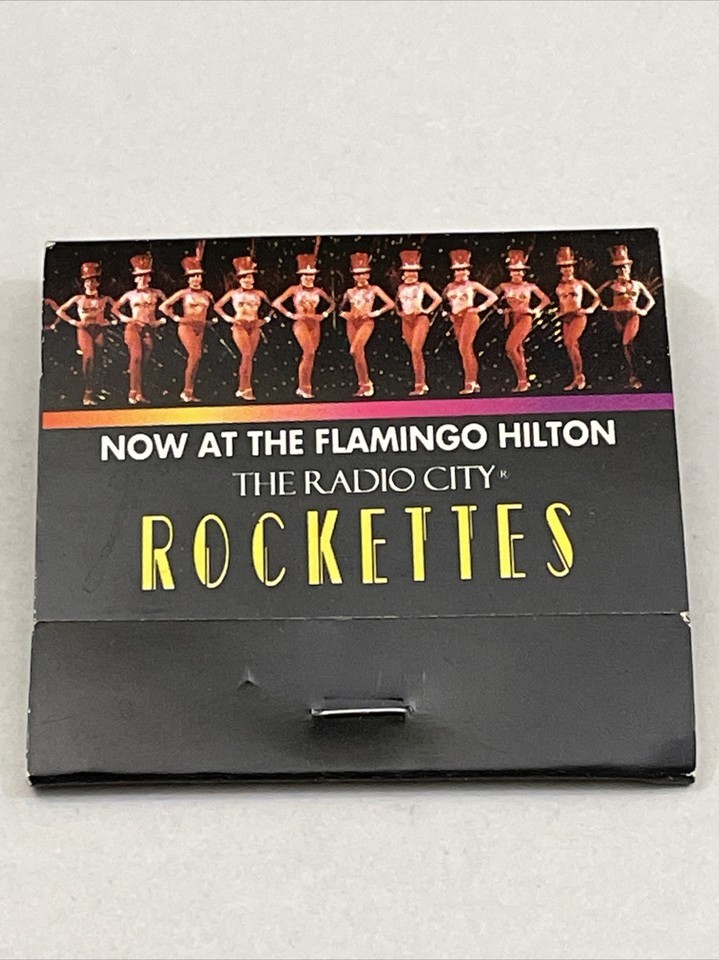 NOW AT THE FLAMINGO HILTON
THE RADIO CITY®
ROCKETTES